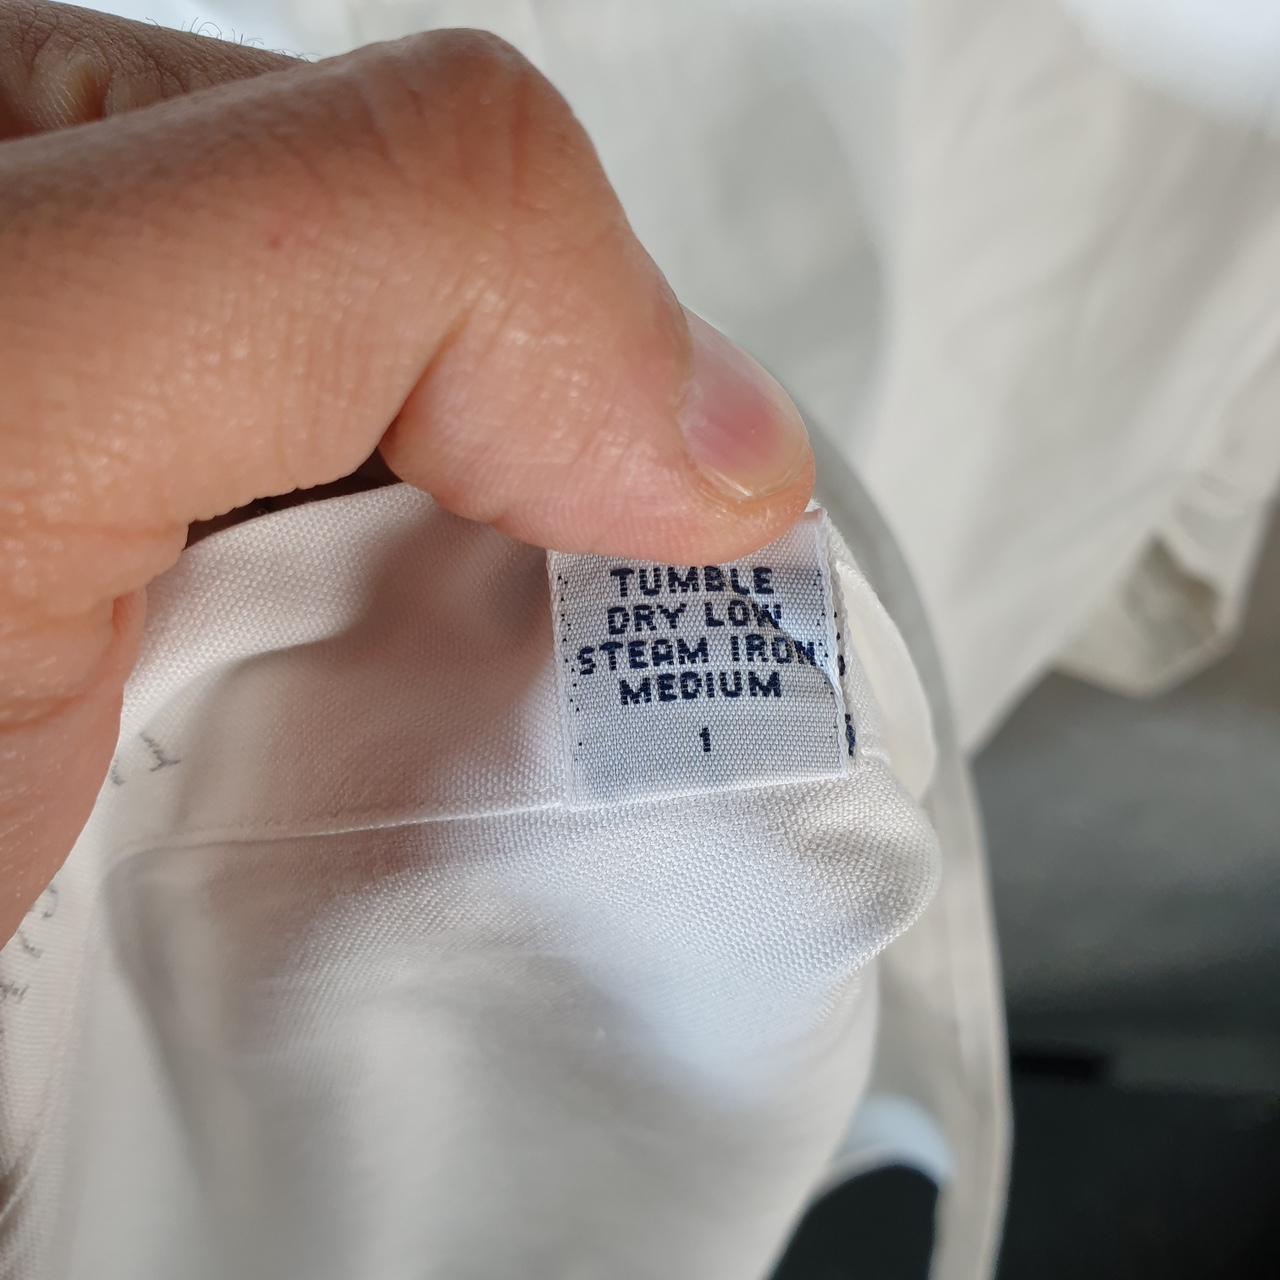 TUMBLE
DRY LOW
STEAM IRON
MEDIUM
1